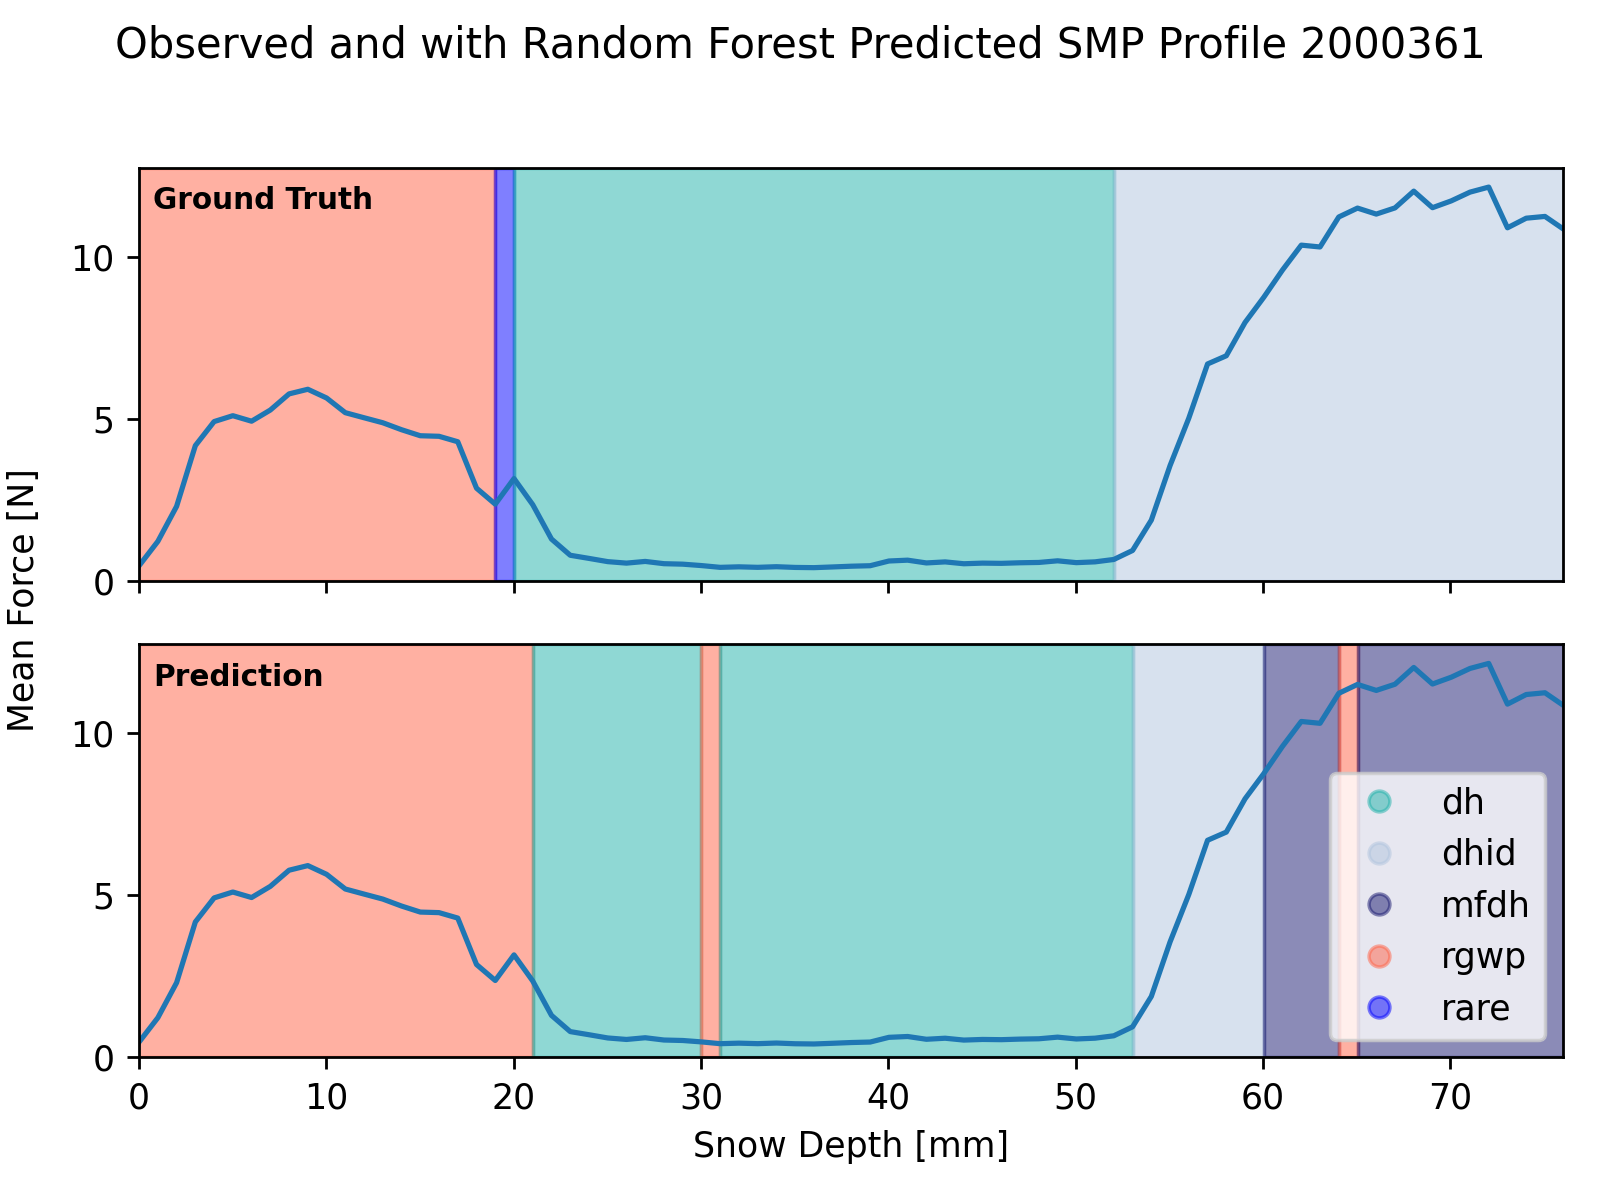 Observed and with Random Forest Predicted SMP Profile 2000361
Ground Truth
10
5
0
Mean Force [N]
Prediction
10
5
0
dh
dhid
mfdh
rgwp
rare
0 10 20 30 40 50 60 70
Snow Depth [mm]